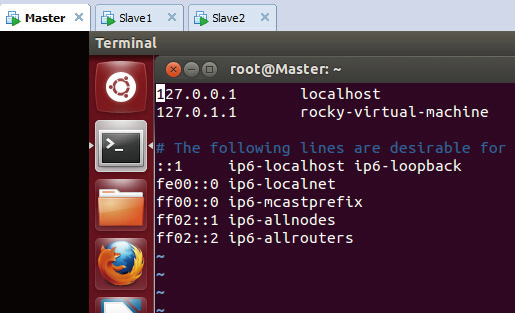 Master Slave1 Slave2
Terminal
root@Master: ~
127.0.0.1 localhost
127.0.1.1 rocky-virtual-machine
# The following lines are desirable for
::1 ip6-localhost ip6-loopback
fe00::0 ip6-localnet
ff00::0 ip6-mcastprefix
ff02::1 ip6-allnodes
ff02::2 ip6-allrouters
~
~
~
~